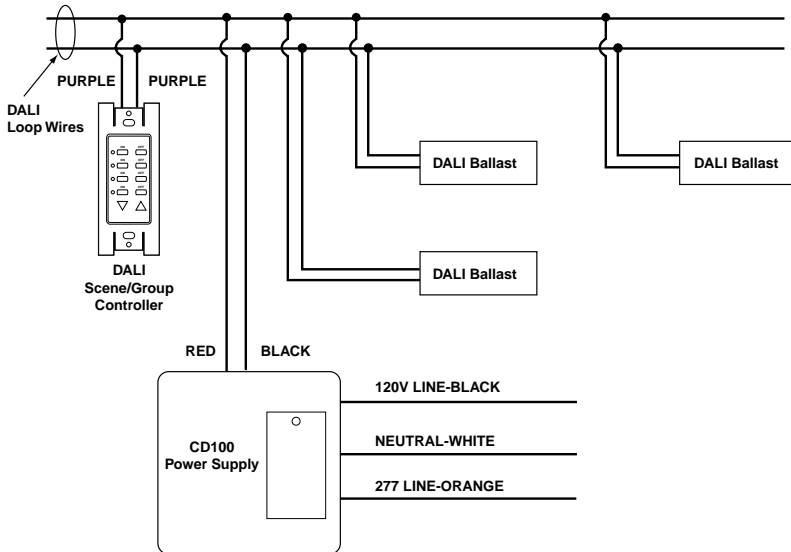 PURPLE PURPLE
DALI
Loop Wires
DALI Ballast
DALI Ballast
DALI
Scene/Group
Controller
DALI Ballast
RED BLACK
120V LINE-BLACK
CD100
Power Supply
NEUTRAL-WHITE
277 LINE-ORANGE